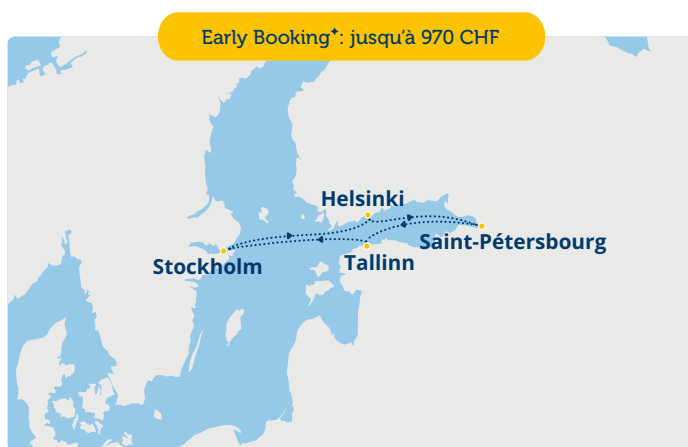 Early Booking✦: jusqu'à 970 CHF
Helsinki
Saint-Pétersbourg
Stockholm
Tallinn